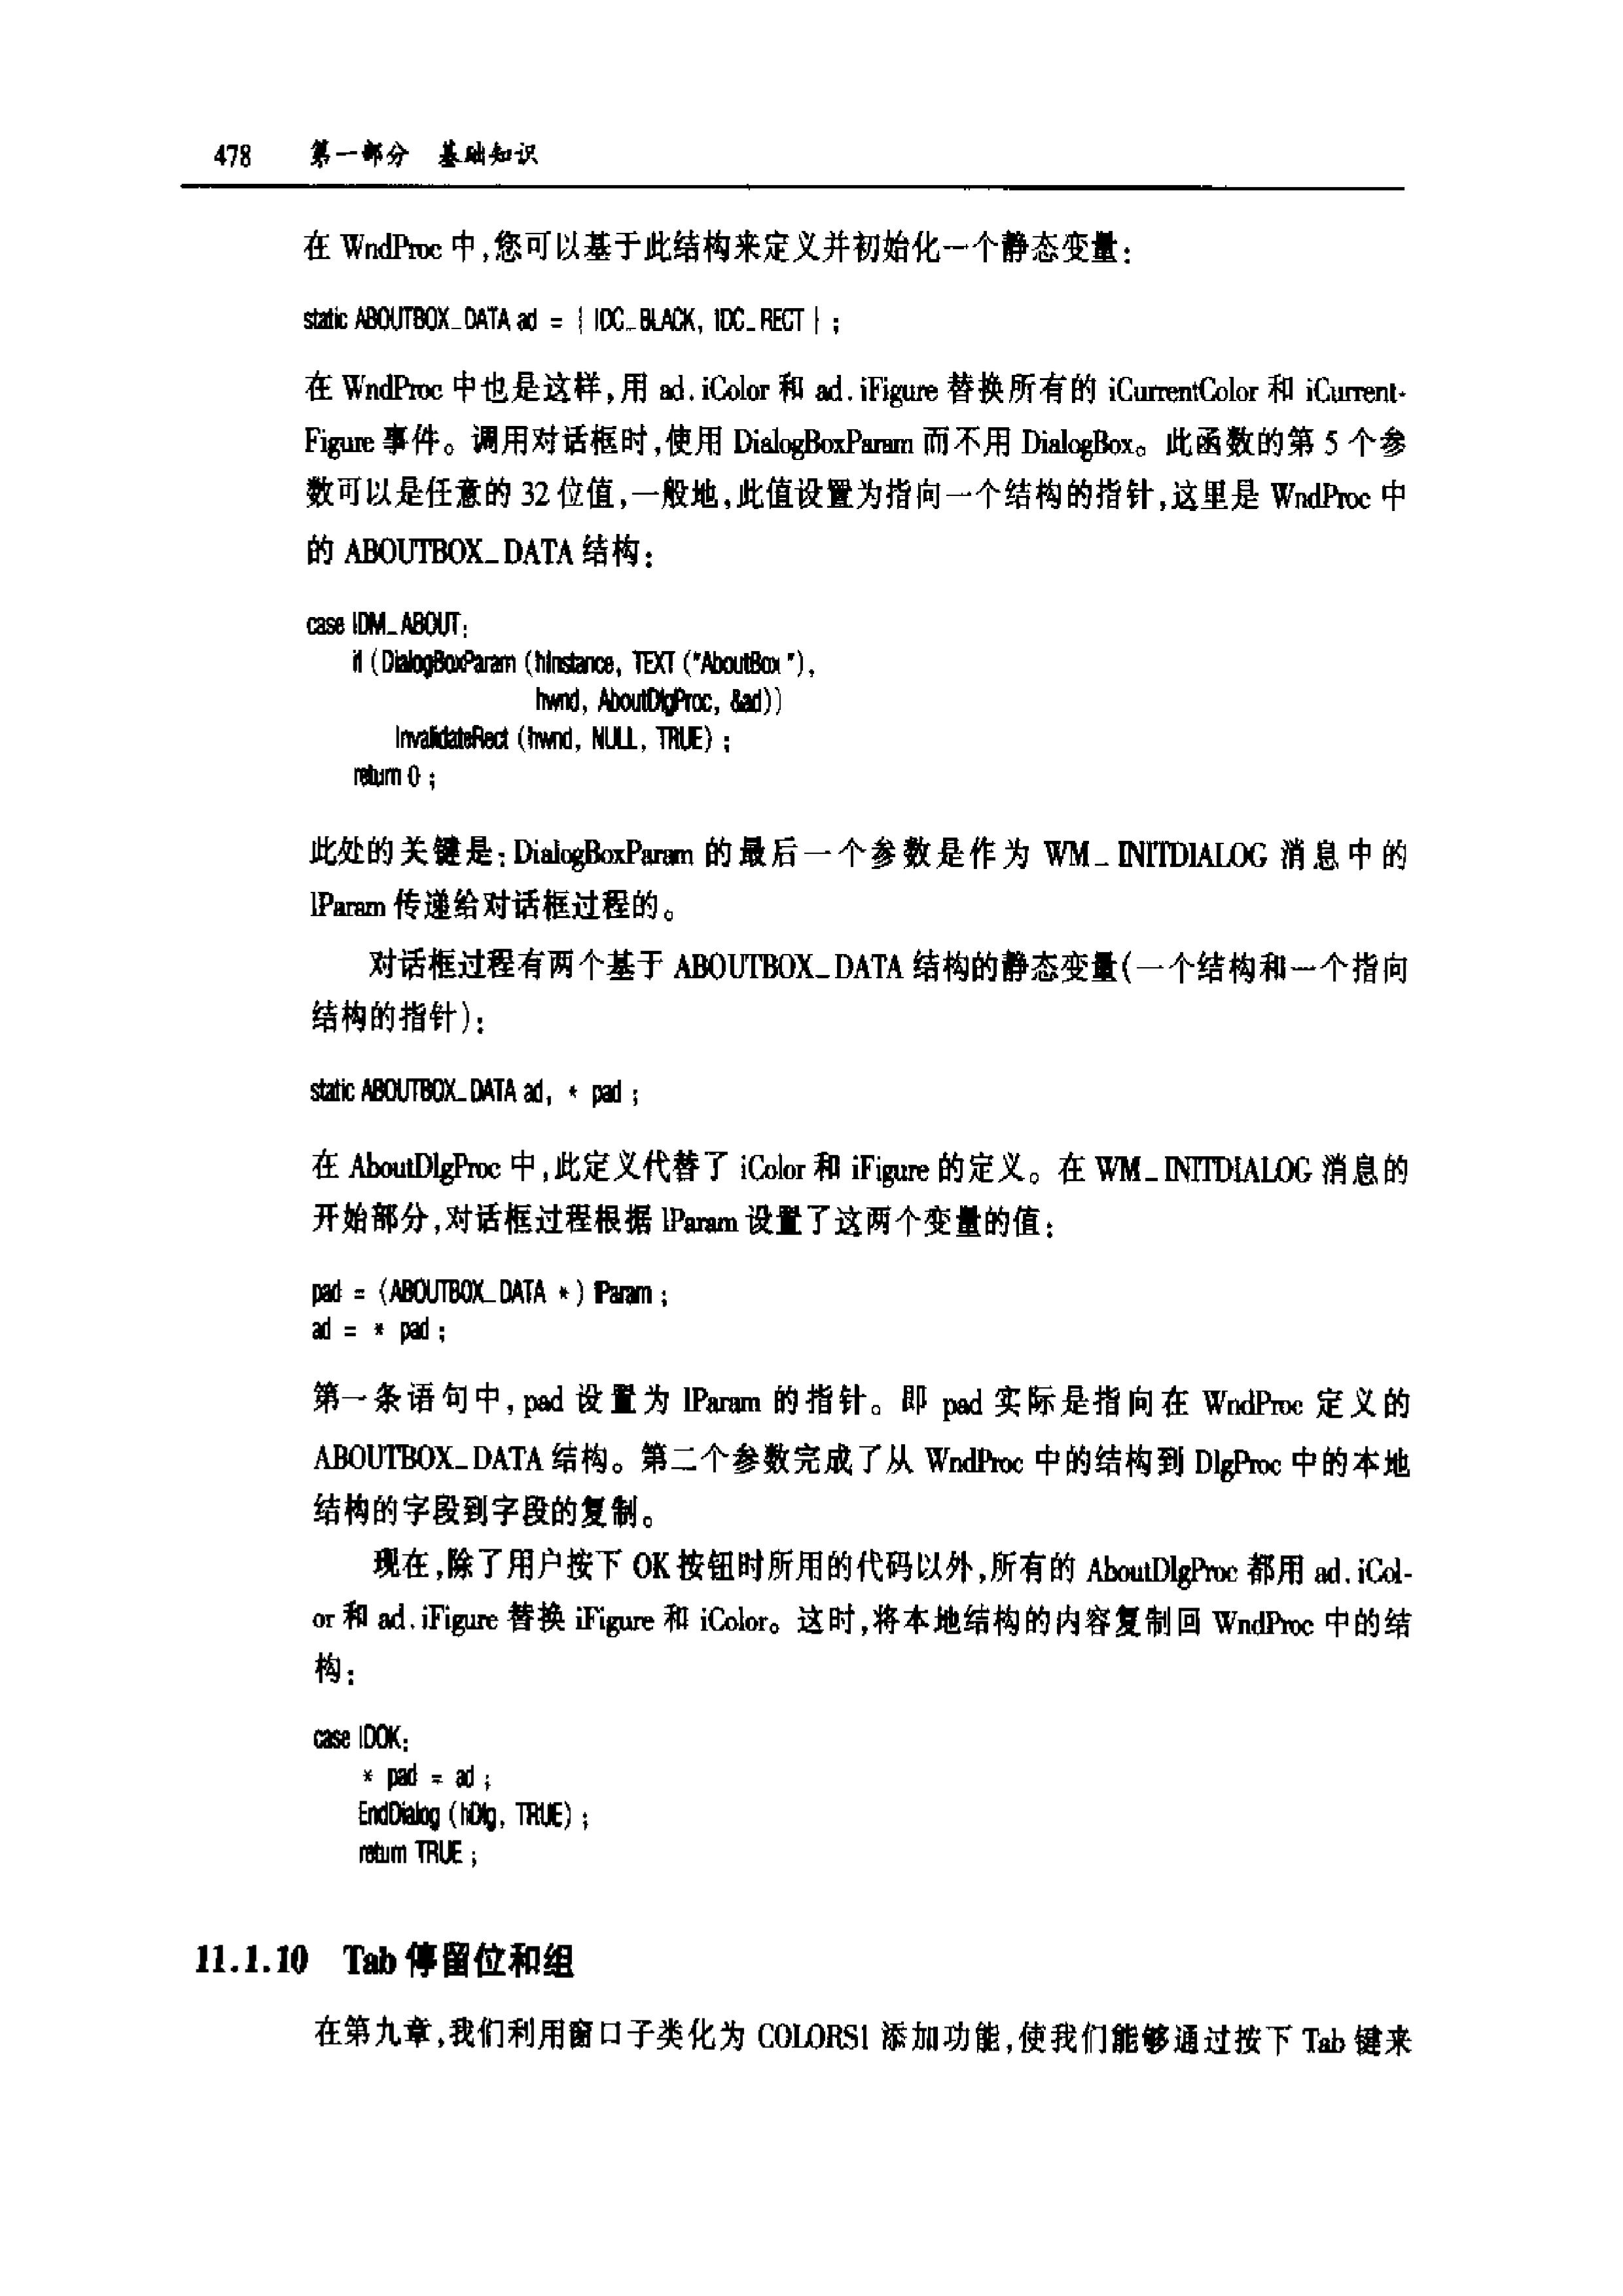 478 第一部分 基础知识
在 WndProc 中,您可以基于此结构来定义并初始化一个静态变量:
static ABOUTBOX_DATA ad = { IDC_BLACK, IDC_RECT } ;
在 WndProc 中也是这样,用 ad.iColor 和 ad.iFigure 替换所有的 iCurrentColor 和 iCurrent-
Figure 事件。调用对话框时,使用 DialogBoxParam 而不用 DialogBox。此函数的第 5 个参
数可以是任意的 32 位值,一般地,此值设置为指向一个结构的指针,这里是 WndProc 中
的 ABOUTBOX_DATA 结构:
case IDM_ABOUT:
if (DialogBoxParam (hInstance, TEXT ("AboutBox"),
hwnd, AboutDlgProc, &ad))
InvalidateRect (hwnd, NULL, TRUE) ;
return 0 ;
此处的关键是:DialogBoxParam 的最后一个参数是作为 WM_INITDIALOG 消息中的
lParam 传递给对话框过程的。
对话框过程有两个基于 ABOUTBOX_DATA 结构的静态变量(一个结构和一个指向
结构的指针):
static ABOUTBOX_DATA ad, * pad ;
在 AboutDlgProc 中,此定义代替了 iColor 和 iFigure 的定义。在 WM_INITDIALOG 消息的
开始部分,对话框过程根据 lParam 设置了这两个变量的值:
pad = (ABOUTBOX_DATA *) lParam ;
ad = * pad ;
第一条语句中,pad 设置为 lParam 的指针。即 pad 实际是指向在 WndProc 定义的
ABOUTBOX_DATA 结构。第二个参数完成了从 WndProc 中的结构到 DlgProc 中的本地
结构的字段到字段的复制。
现在,除了用户按下 OK 按钮时所用的代码以外,所有的 AboutDlgProc 都用 ad.iCol-
or 和 ad.iFigure 替换 iFigure 和 iColor。这时,将本地结构的内容复制回 WndProc 中的结
构:
case IDOK:
* pad = ad ;
EndDialog (hDlg, TRUE) ;
return TRUE ;
11.1.10 Tab 停留位和组
在第九章,我们利用窗口子类化为 COLORS1 添加功能,使我们能够通过按下 Tab 键来